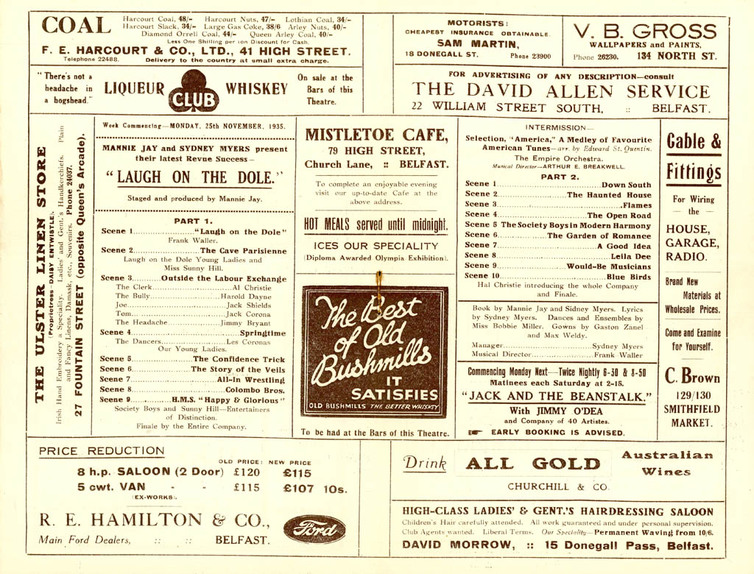 COAL
Harcourt Coal, 48/- Harcourt Nuts, 47/- Lothian Coal, 34/-
Harcourt Slack, 34/- Large Gas Coke, 38/6 Arley Nuts, 40/-
Diamond Orrell Coal, 44/- Queen Arley Coal, 40/-
Less One Shilling per ton Discount for Cash.
F. E. HARCOURT & CO., LTD., 41 HIGH STREET.
Telephone 22488. Delivery to the country at small extra charge.
MOTORISTS:
CHEAPEST INSURANCE OBTAINABLE.
SAM MARTIN,
18 DONEGALL ST. Phone 23900
V. B. GROSS
WALLPAPERS and PAINTS,
Phone 26230. 134 NORTH ST.
"There's not a
headache in
a hogshead."
LIQUEUR CLUB WHISKEY
On sale at the
Bars of this
Theatre.
FOR ADVERTISING OF ANY DESCRIPTION—consult
THE DAVID ALLEN SERVICE
22 WILLIAM STREET SOUTH, :: BELFAST.
THE ULSTER LINEN STORE
(Proprietress—DAISY ENTWISTLE).
Irish Hand Embroidery a Speciality. Ladies' and Gent.'s Handkerchiefs. Plain
and Fancy Linens, Damask, etc., Souvenirs. Phone 24097.
27 FOUNTAIN STREET (opposite Queen's Arcade).
Week Commencing—MONDAY, 25th NOVEMBER, 1935.
MANNIE JAY and SYDNEY MYERS present
their latest Revue Success—
"LAUGH ON THE DOLE."
Staged and produced by Mannie Jay.
PART 1.
Scene 1 "Laugh on the Dole"
Frank Waller.
Scene 2 The Cave Parisienne
Laugh on the Dole Young Ladies and
Miss Sunny Hill.
Scene 3 Outside the Labour Exchange
The Clerk Al Christie
The Bully Harold Dayne
Joe Jack Shields
Tom Jack Corona
The Headache Jimmy Bryant
Scene 4 Springtime
The Dancers Les Coronas
Our Young Ladies.
Scene 5 The Confidence Trick
Scene 6 The Story of the Veils
Scene 7 All-In Wrestling
Scene 8 Colombo Bros.
Scene 9 H.M.S. "Happy & Glorious"
Society Boys and Sunny Hill—Entertainers
of Distinction.
Finale by the Entire Company.
MISTLETOE CAFE,
79 HIGH STREET,
Church Lane, :: BELFAST.
To complete an enjoyable evening
visit our up-to-date Cafe at the
above address.
HOT MEALS served until midnight.
ICES OUR SPECIALITY
(Diploma Awarded Olympia Exhibition).
The Best
of Old
Bushmills
IT
SATISFIES
OLD BUSHMILLS THE BETTER WHISKEY
To be had at the Bars of this Theatre.
INTERMISSION—
Selection, "America," A Medley of Favourite
American Tunes—arr. by Edouard St. Quentin.
The Empire Orchestra.
Musical Director—ARTHUR E. BREAKWELL.
PART 2.
Scene 1 Down South
Scene 2 The Haunted House
Scene 3 Flames
Scene 4 The Open Road
Scene 5 The Society Boys in Modern Harmony
Scene 6 The Garden of Romance
Scene 7 A Good Idea
Scene 8 Leila Dee
Scene 9 Would-Be Musicians
Scene 10 Blue Birds
Hal Christie introducing the whole Company
and Finale.
Book by Mannie Jay and Sidney Myers. Lyrics
by Sydney Myers. Dances and Ensembles by
Miss Bobbie Miller. Gowns by Gaston Zanel
and Max Weldy.
Manager Sydney Myers
Musical Director Frank Waller
Commencing Monday Next—Twice Nightly 6-30 & 8-50
Matinees each Saturday at 2-15.
"JACK AND THE BEANSTALK."
With JIMMY O'DEA
and Company of 40 Artistes.
EARLY BOOKING IS ADVISED.
Cable &
Fittings
For Wiring
— the —
HOUSE,
GARAGE,
RADIO.
Brand New
Materials at
Wholesale Prices.
Come and Examine
for Yourself.
C. Brown
129/130
SMITHFIELD
MARKET.
PRICE REDUCTION
OLD PRICE: NEW PRICE
8 h.p. SALOON (2 Door) £120 £115
5 cwt. VAN - - £115 £107 10s.
(EX-WORKS).
R. E. HAMILTON & CO.,
Main Ford Dealers, :: :: BELFAST.
Ford
Drink ALL GOLD Australian
Wines
CHURCHILL & CO.
HIGH-CLASS LADIES' & GENT.'S HAIRDRESSING SALOON
Children's Hair carefully attended. All work guaranteed and under personal supervision.
Club Agents wanted. Liberal Terms. Our Speciality—Permanent Waving from 10/6.
DAVID MORROW, :: 15 Donegall Pass, Belfast.